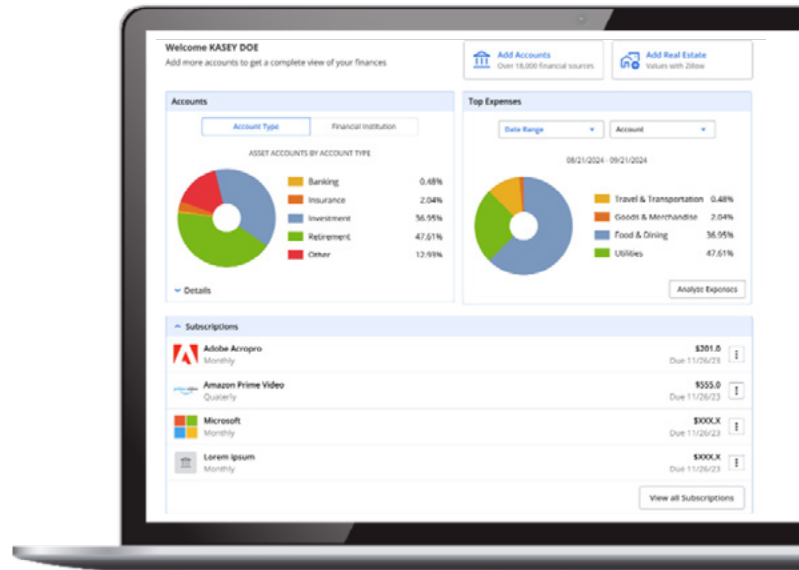 Welcome KASEY DOE
Add more accounts to get a complete view of your finances
Add Accounts
Over 18,000 financial sources
Add Real Estate
Values with Zillow
Accounts
Account Type
Financial Institution
ASSET ACCOUNTS BY ACCOUNT TYPE
Banking 0.48%
Insurance 2.04%
Investment 36.95%
Retirement 47.61%
Other 12.93%
Details
Top Expenses
Date Range
Account
08/21/2024 - 09/21/2024
Travel & Transportation 0.48%
Goods & Merchandise 2.04%
Food & Dining 36.95%
Utilities 47.61%
Analyze Expenses
Subscriptions
Adobe Acropro $201.0
Monthly Due 11/26/23
Amazon Prime Video $555.0
Quaterly Due 11/26/23
Microsoft $XXX.X
Monthly Due 11/26/23
Lorem ipsum $XXX.X
Monthly Due 11/26/23
View all Subscriptions